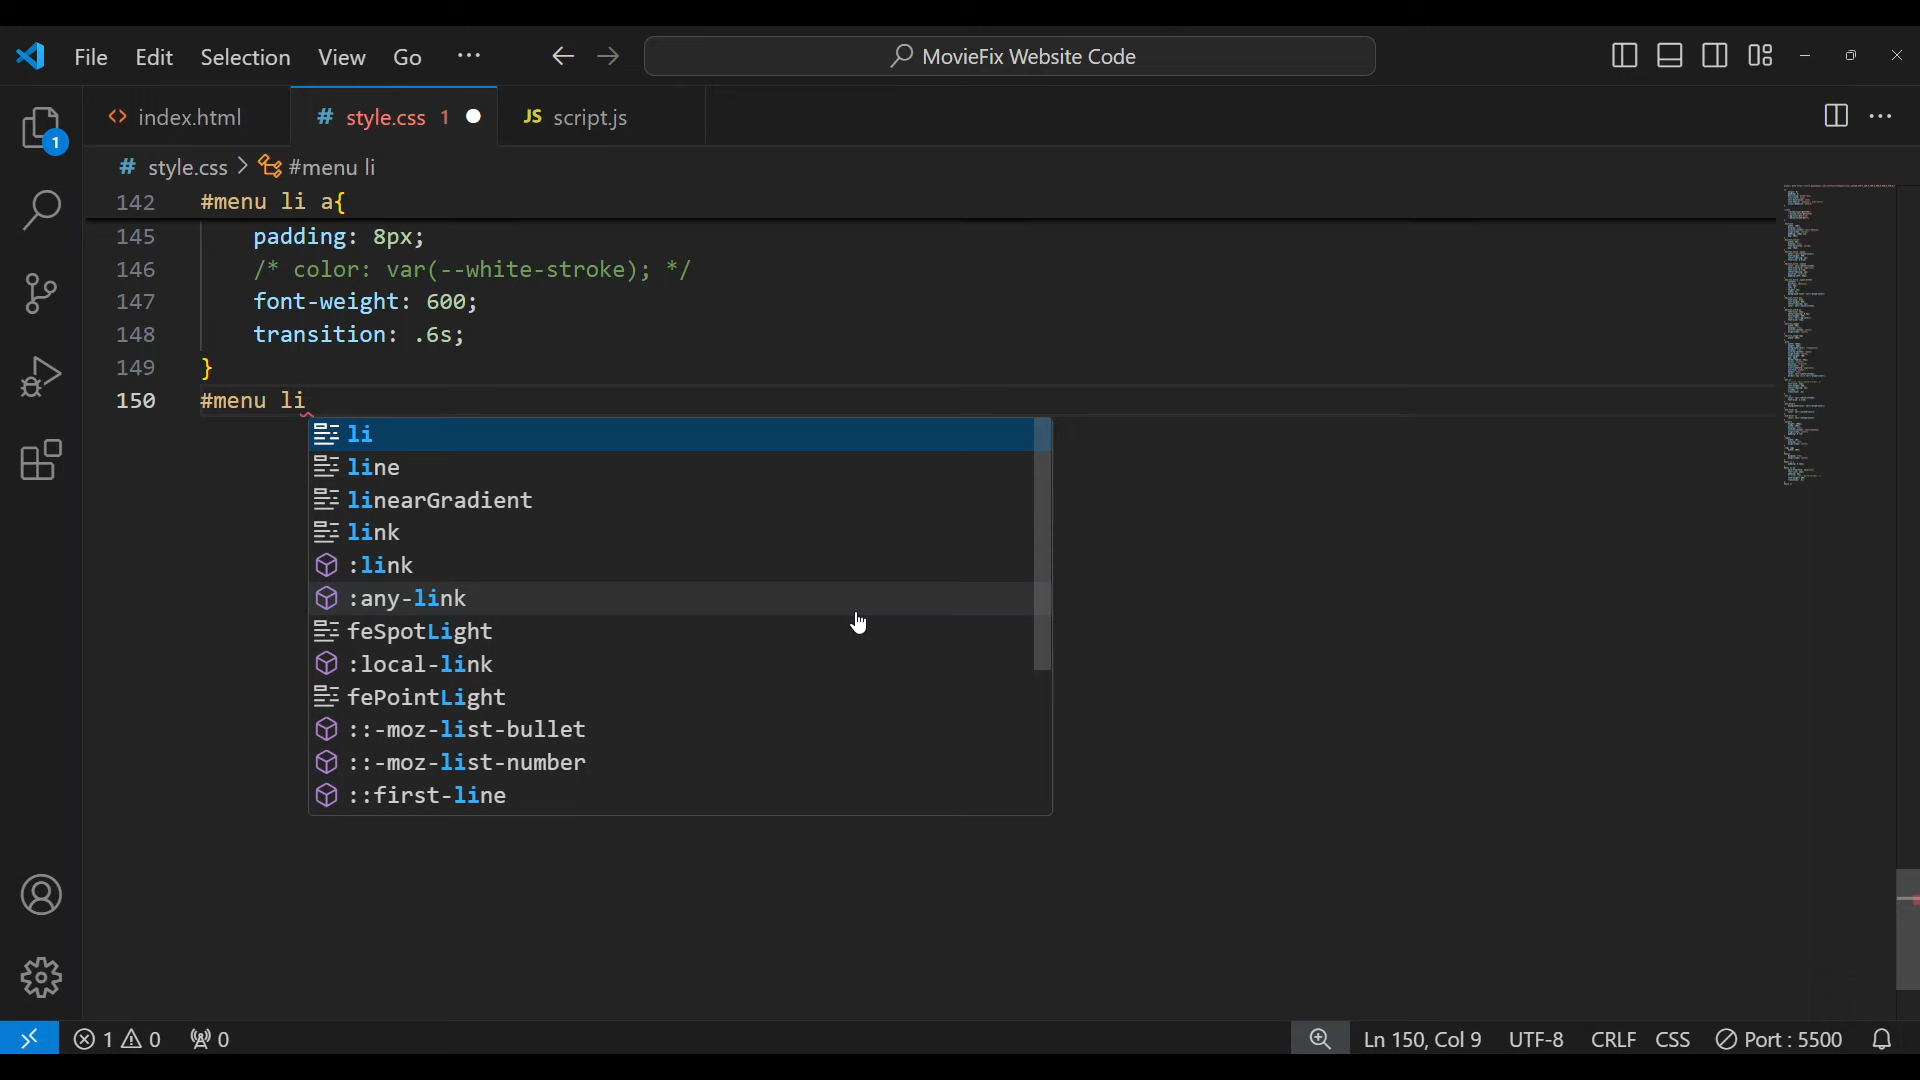 File Edit Selection View Go ··· MovieFix Website Code
index.html # style.css 1 JS script.js
# style.css > #menu li
142 #menu li a{
145 padding: 8px;
146 /* color: var(--white-stroke); */
147 font-weight: 600;
148 transition: .6s;
149 }
150 #menu li
li
line
linearGradient
link
:link
:any-link
feSpotLight
:local-link
fePointLight
::-moz-list-bullet
::-moz-list-number
::first-line
1
1 0 0 Ln 150, Col 9 UTF-8 CRLF CSS Port : 5500